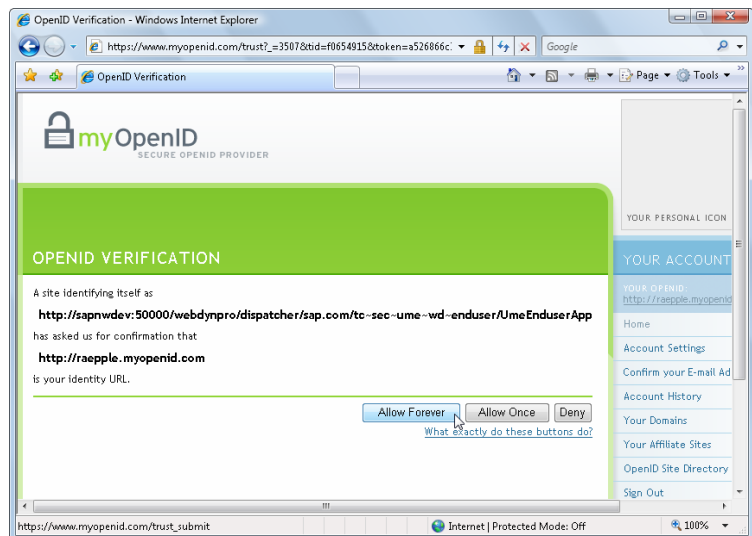 OpenID Verification - Windows Internet Explorer
https://www.myopenid.com/trust?_=3507&tid=f0654915&token=a526866c
Google
OpenID Verification
Page
Tools
myOpenID
SECURE OPENID PROVIDER
YOUR PERSONAL ICON
OPENID VERIFICATION
A site identifying itself as
http://sapnwdev:50000/webdynpro/dispatcher/sap.com/tc~sec~ume~wd~enduser/UmeEnduserApp
has asked us for confirmation that
http://raepple.myopenid.com
is your identity URL.
Allow Forever
Allow Once
Deny
What exactly do these buttons do?
YOUR ACCOUNT
YOUR OPENID:
http://raepple.myopenid
Home
Account Settings
Confirm your E-mail Ad
Account History
Your Domains
Your Affiliate Sites
OpenID Site Directory
Sign Out
https://www.myopenid.com/trust_submit
Internet | Protected Mode: Off
100%